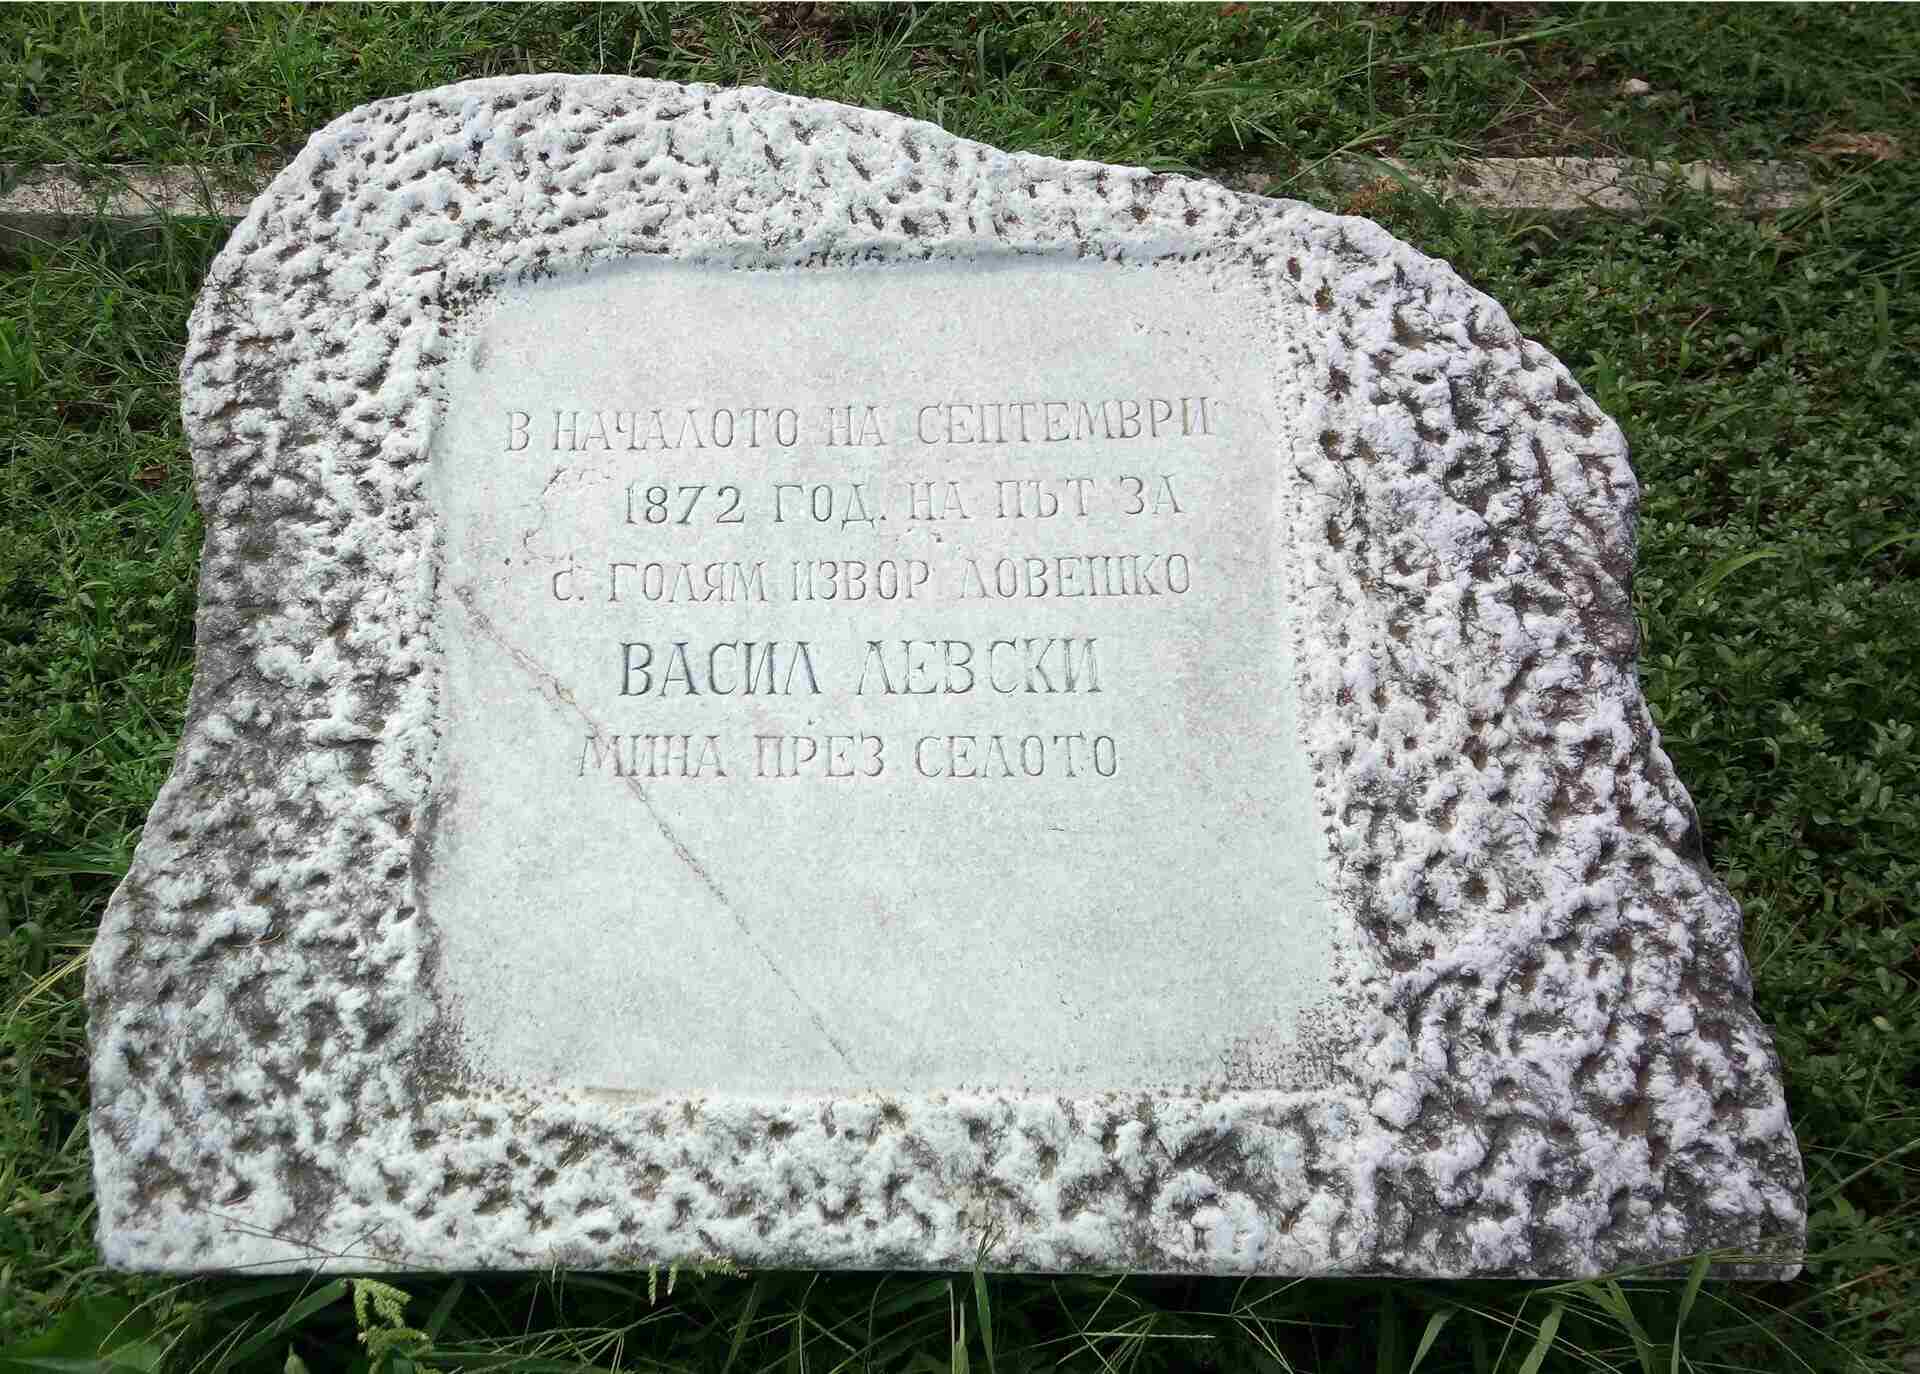 В НАЧАЛОТО НА СЕПТЕМВРИ
1872 ГОД. НА ПЪТ ЗА
С. ГОЛЯМ ИЗВОР ЛОВЕШКО
ВАСИЛ ЛЕВСКИ
МИНА ПРЕЗ СЕЛОТО